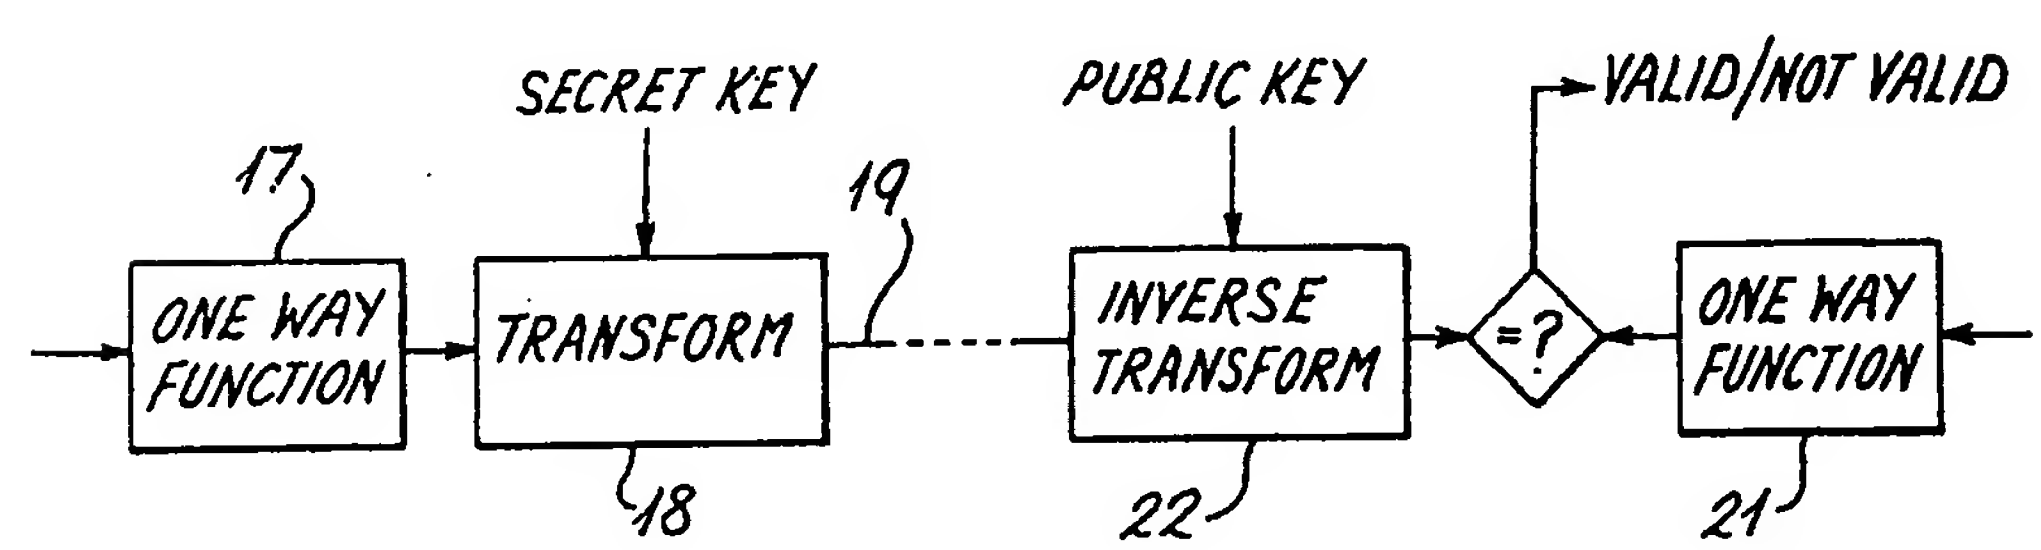 SECRET KEY
PUBLIC KEY
VALID/NOT VALID
17
19
ONE WAY
FUNCTION
TRANSFORM
INVERSE
TRANSFORM
=?
ONE WAY
FUNCTION
18
22
21